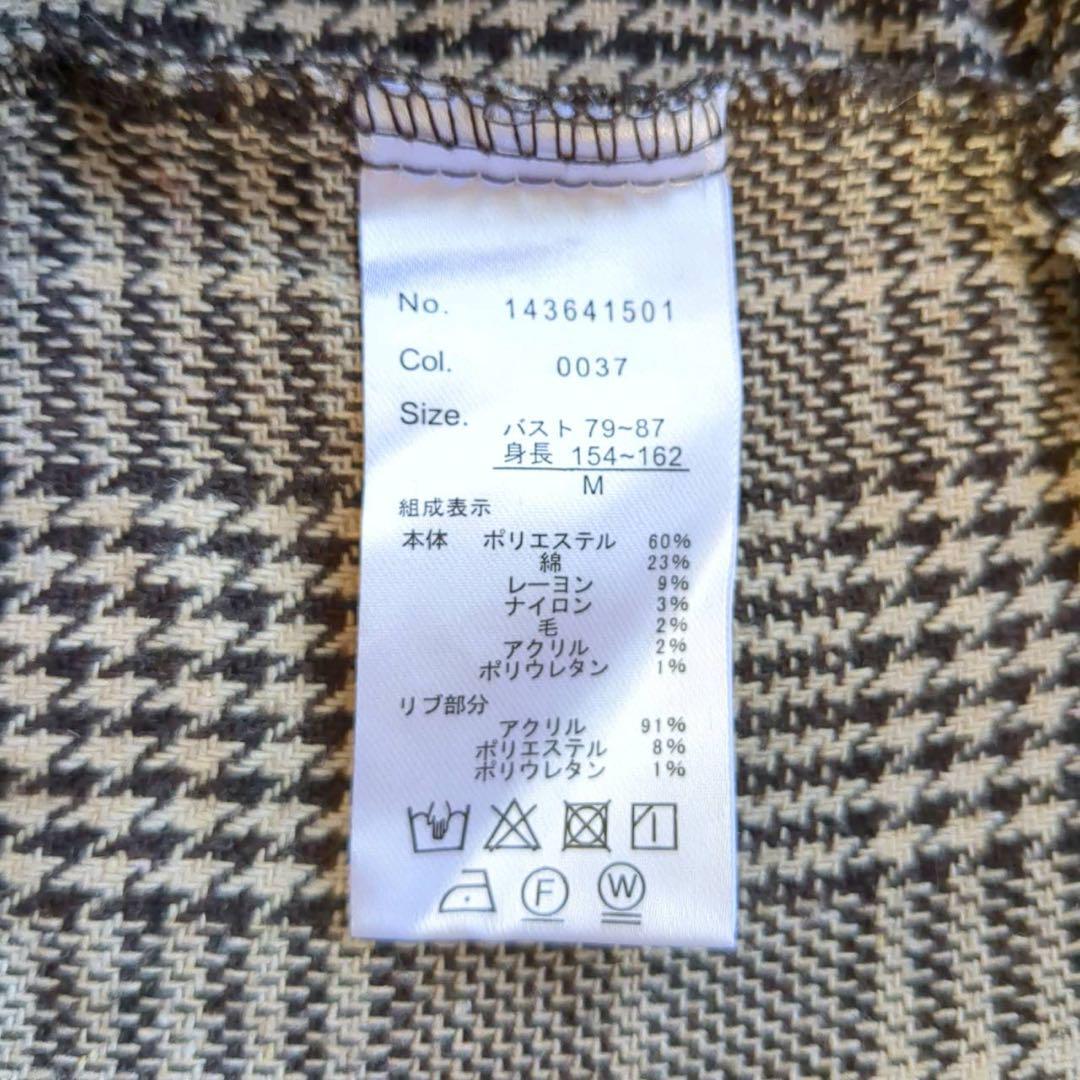 No. 143641501
Col. 0037
Size. バスト 79~87
身長 154~162
M
組成表示
本体 ポリエステル 60%
綿 23%
レーヨン 9%
ナイロン 3%
毛 2%
アクリル 2%
ポリウレタン 1%
リブ部分
アクリル 91%
ポリエステル 8%
ポリウレタン 1%
F W